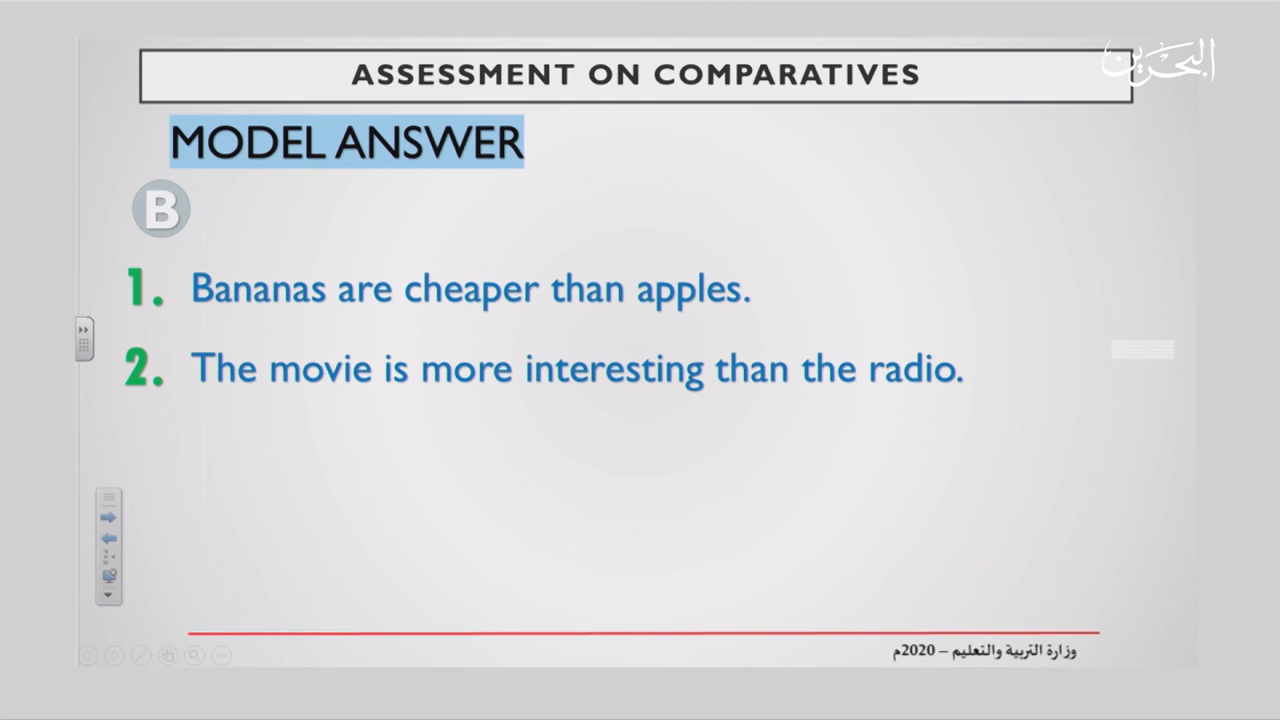 ASSESSMENT ON COMPARATIVES
البحرين
MODEL ANSWER
B
1. Bananas are cheaper than apples.
2. The movie is more interesting than the radio.
وزارة التربية والتعليم – 2020م